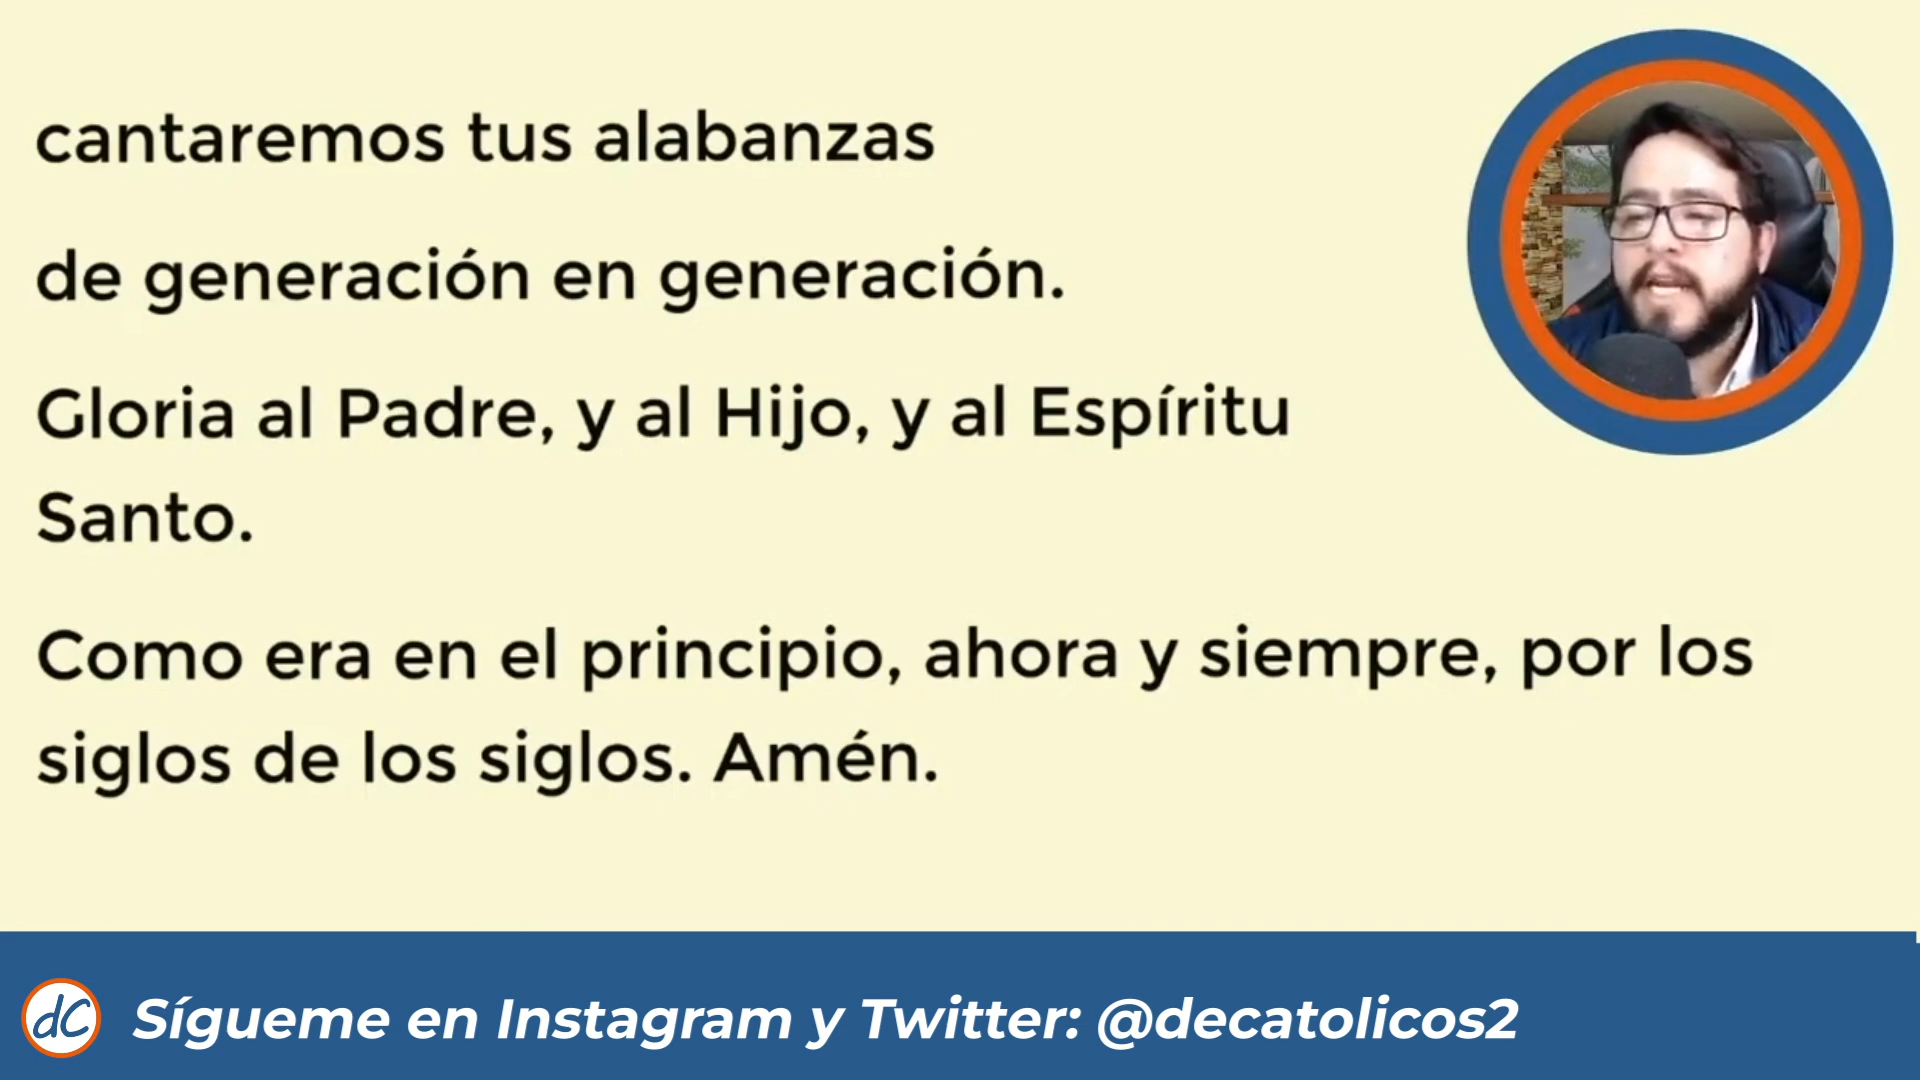 cantaremos tus alabanzas
de generación en generación.
Gloria al Padre, y al Hijo, y al Espíritu
Santo.
Como era en el principio, ahora y siempre, por los
siglos de los siglos. Amén.
dC Sígueme en Instagram y Twitter: @decatolicos2